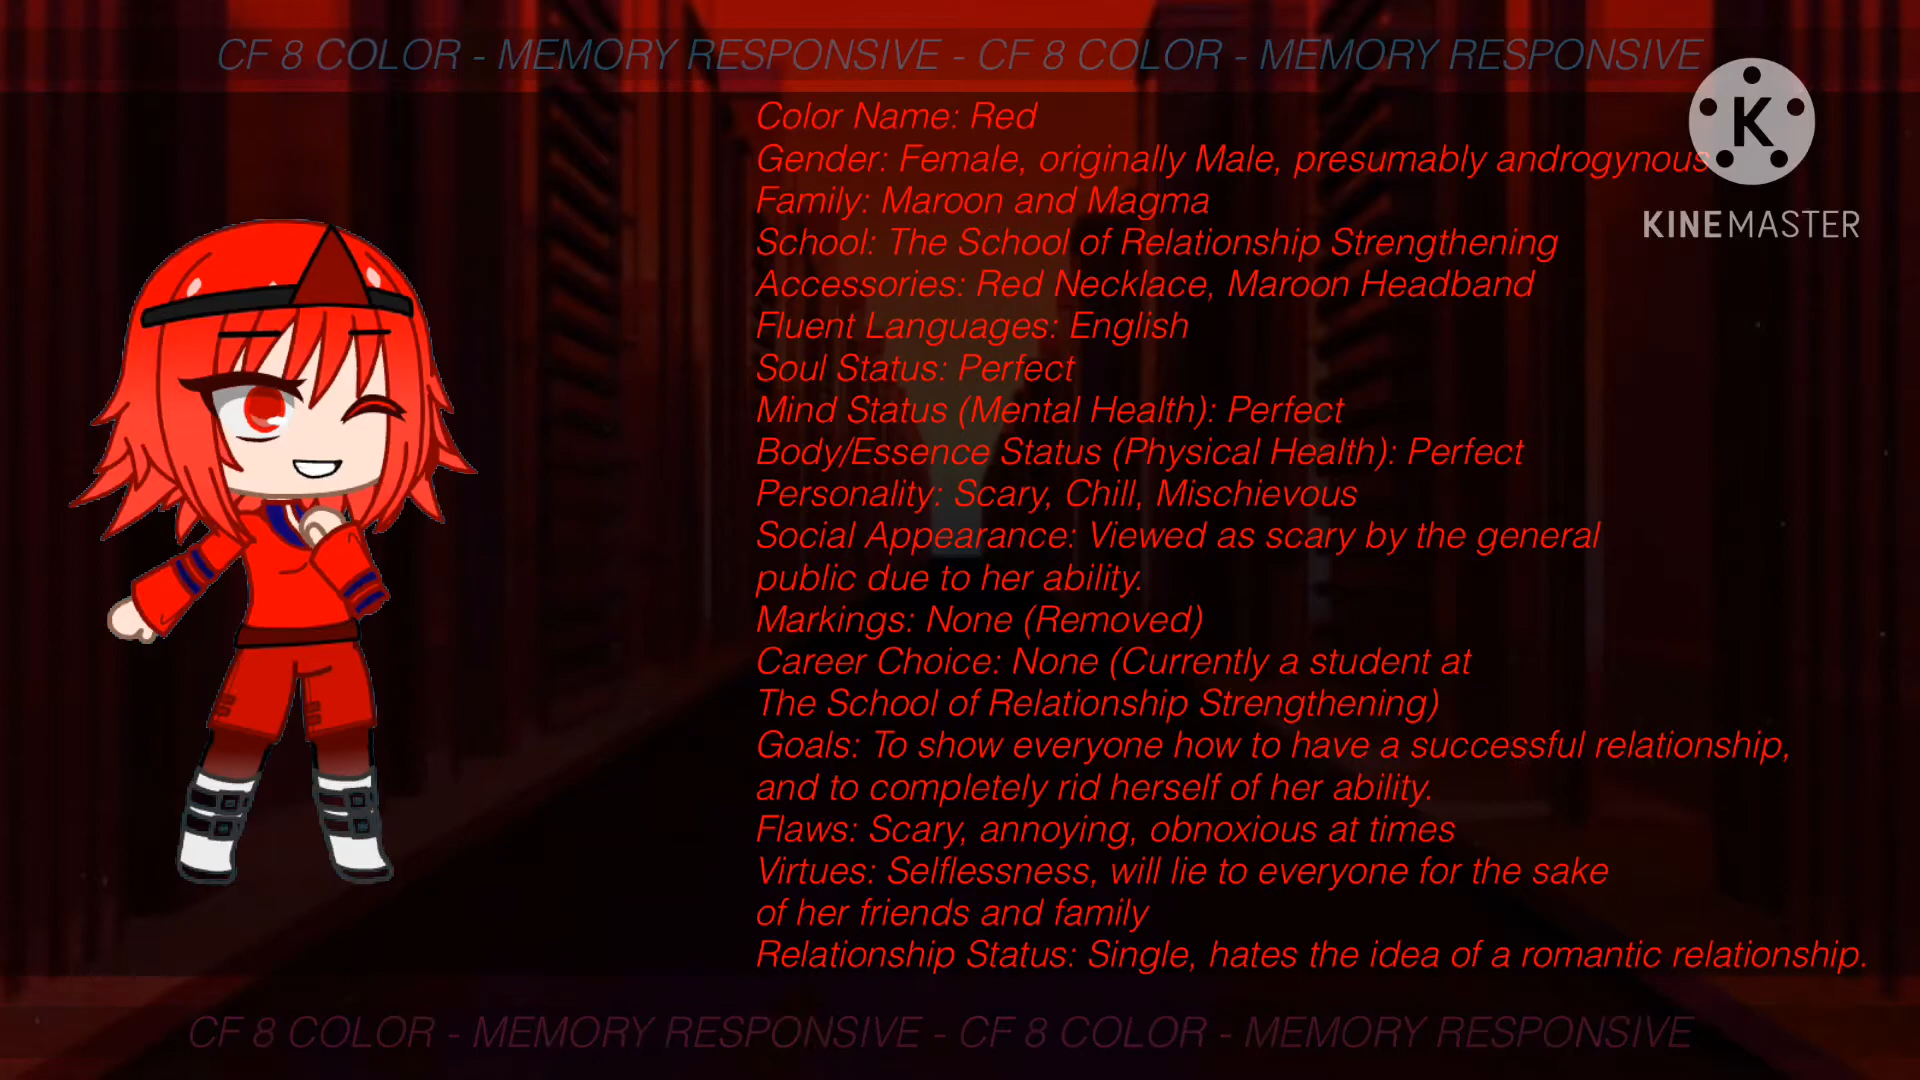 CF 8 COLOR - MEMORY RESPONSIVE - CF 8 COLOR - MEMORY RESPONSIVE
Color Name: Red
Gender: Female, originally Male, presumably androgynous
Family: Maroon and Magma
School: The School of Relationship Strengthening
Accessories: Red Necklace, Maroon Headband
Fluent Languages: English
Soul Status: Perfect
Mind Status (Mental Health): Perfect
Body/Essence Status (Physical Health): Perfect
Personality: Scary, Chill, Mischievous
Social Appearance: Viewed as scary by the general
public due to her ability.
Markings: None (Removed)
Career Choice: None (Currently a student at
The School of Relationship Strengthening)
Goals: To show everyone how to have a successful relationship,
and to completely rid herself of her ability.
Flaws: Scary, annoying, obnoxious at times
Virtues: Selflessness, will lie to everyone for the sake
of her friends and family
Relationship Status: Single, hates the idea of a romantic relationship.
CF 8 COLOR - MEMORY RESPONSIVE - CF 8 COLOR - MEMORY RESPONSIVE
K
KINEMASTER